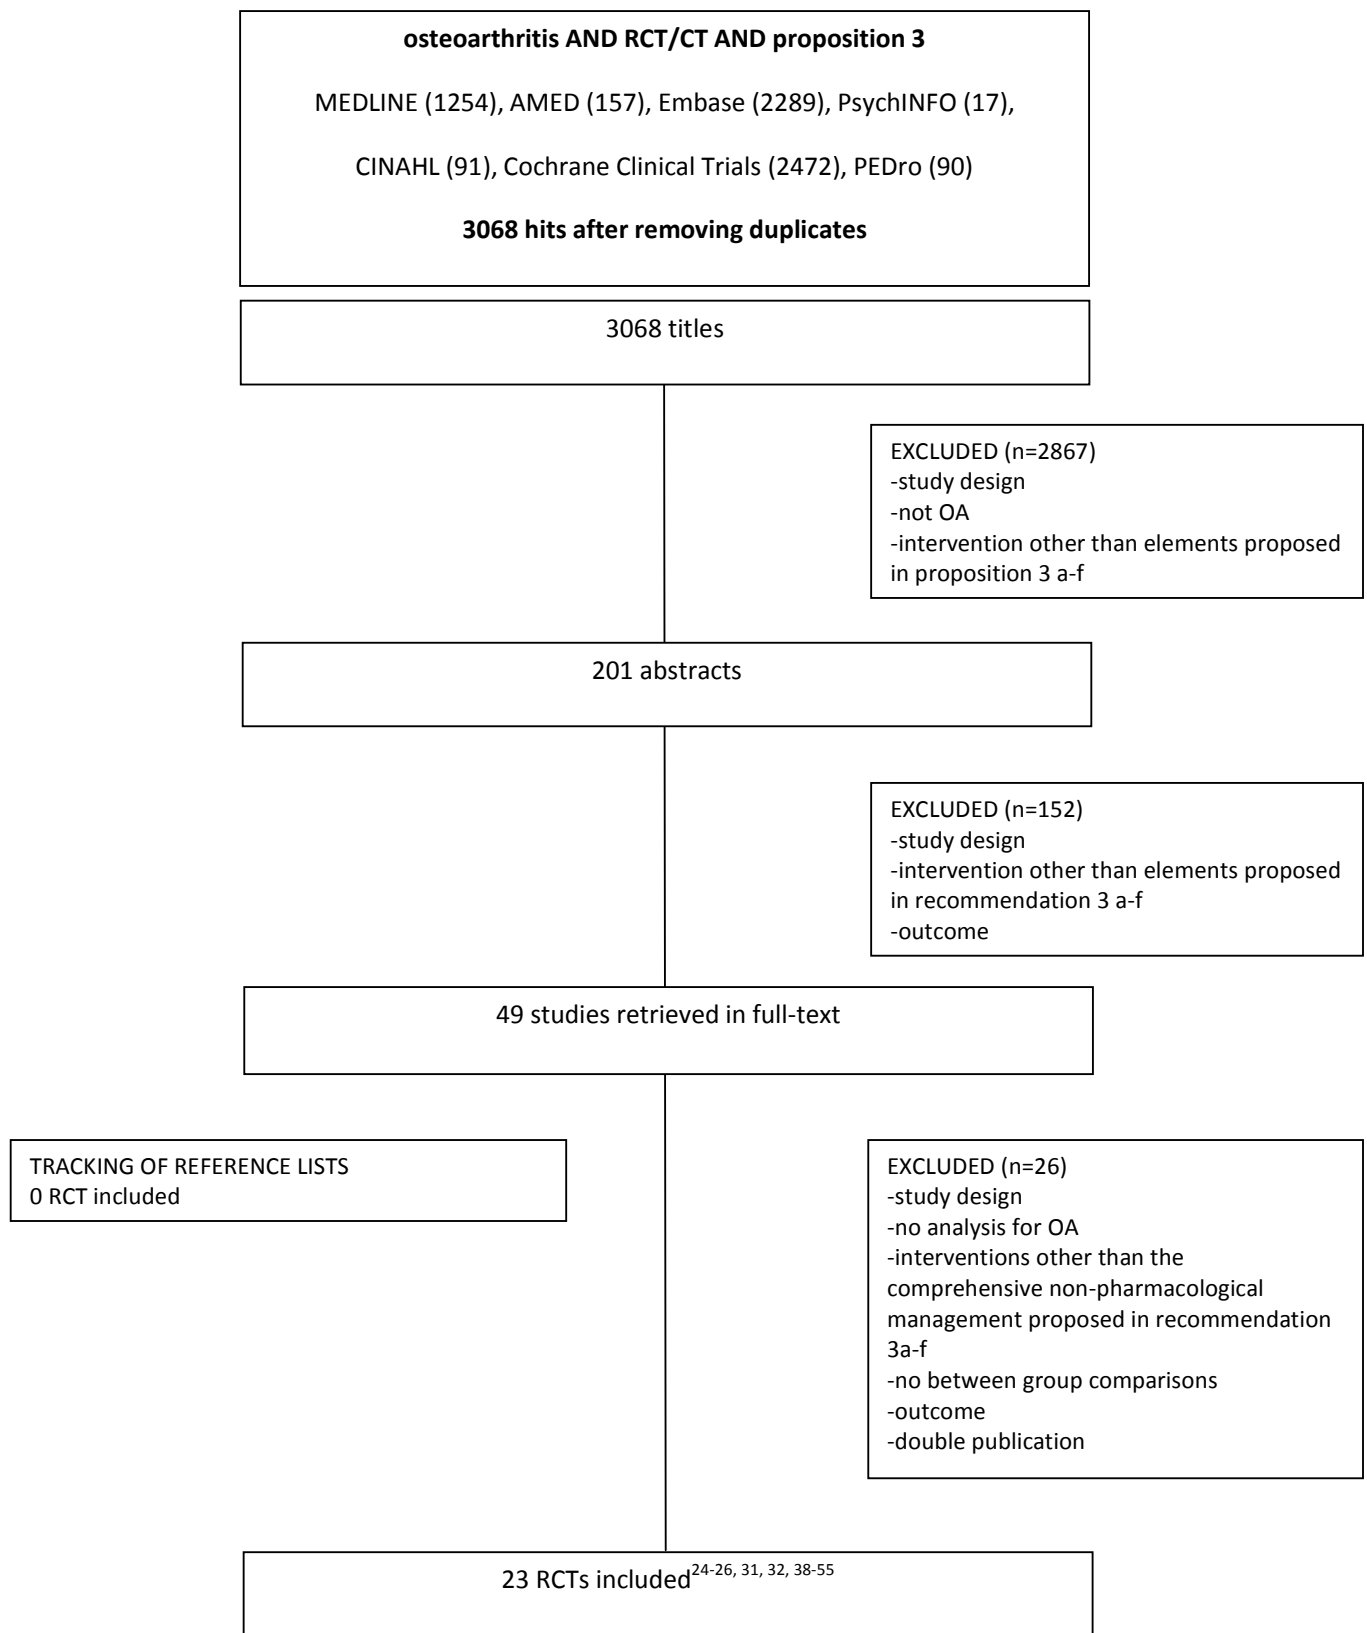 osteoarthritis AND RCT/CT AND proposition 3
MEDLINE (1254), AMED (157), Embase (2289), PsychINFO (17),
CINAHL (91), Cochrane Clinical Trials (2472), PEDro (90)
3068 hits after removing duplicates
3068 titles
EXCLUDED (n=2867)
-study design
-not OA
-intervention other than elements proposed
in proposition 3 a-f
201 abstracts
EXCLUDED (n=152)
-study design
-intervention other than elements proposed
in recommendation 3 a-f
-outcome
49 studies retrieved in full-text
TRACKING OF REFERENCE LISTS
0 RCT included
EXCLUDED (n=26)
-study design
-no analysis for OA
-interventions other than the
comprehensive non-pharmacological
management proposed in recommendation
3a-f
-no between group comparisons
-outcome
-double publication
23 RCTs included24-26, 31, 32, 38-55